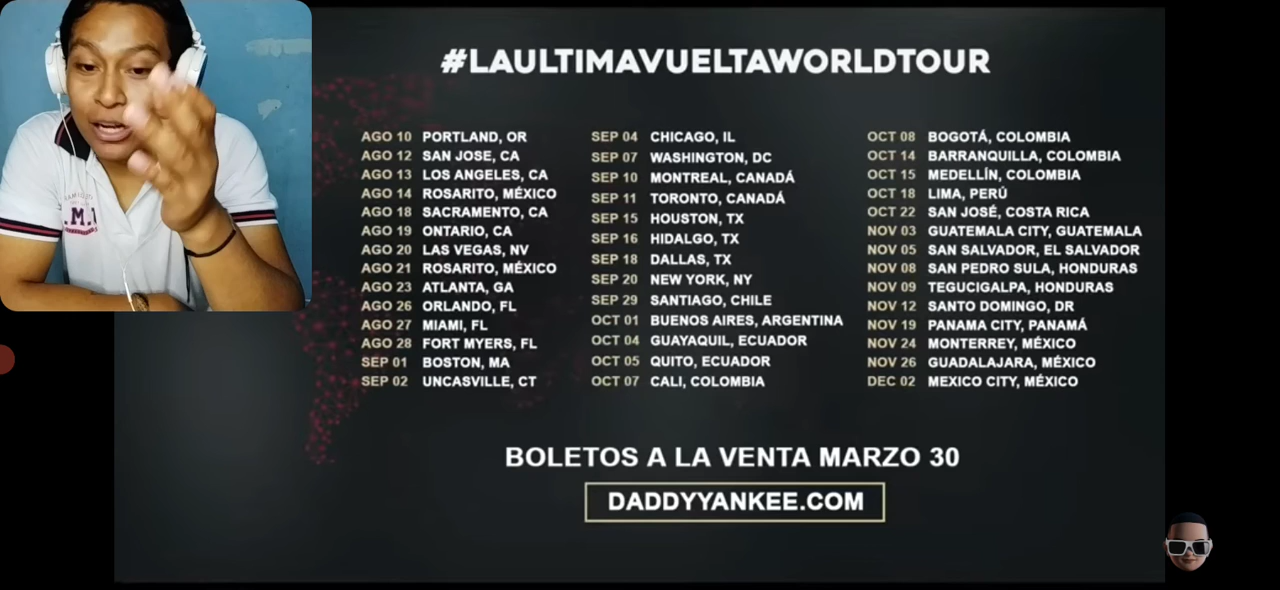 #LAULTIMAVUELTAWORLDTOUR
AGO 10 PORTLAND, OR
AGO 12 SAN JOSE, CA
AGO 13 LOS ANGELES, CA
AGO 14 ROSARITO, MÉXICO
AGO 18 SACRAMENTO, CA
AGO 19 ONTARIO, CA
AGO 20 LAS VEGAS, NV
AGO 21 ROSARITO, MÉXICO
AGO 23 ATLANTA, GA
AGO 26 ORLANDO, FL
AGO 27 MIAMI, FL
AGO 28 FORT MYERS, FL
SEP 01 BOSTON, MA
SEP 02 UNCASVILLE, CT
SEP 04 CHICAGO, IL
SEP 07 WASHINGTON, DC
SEP 10 MONTREAL, CANADÁ
SEP 11 TORONTO, CANADÁ
SEP 15 HOUSTON, TX
SEP 16 HIDALGO, TX
SEP 18 DALLAS, TX
SEP 20 NEW YORK, NY
SEP 29 SANTIAGO, CHILE
OCT 01 BUENOS AIRES, ARGENTINA
OCT 04 GUAYAQUIL, ECUADOR
OCT 05 QUITO, ECUADOR
OCT 07 CALI, COLOMBIA
OCT 08 BOGOTÁ, COLOMBIA
OCT 14 BARRANQUILLA, COLOMBIA
OCT 15 MEDELLÍN, COLOMBIA
OCT 18 LIMA, PERÚ
OCT 22 SAN JOSÉ, COSTA RICA
NOV 03 GUATEMALA CITY, GUATEMALA
NOV 05 SAN SALVADOR, EL SALVADOR
NOV 08 SAN PEDRO SULA, HONDURAS
NOV 09 TEGUCIGALPA, HONDURAS
NOV 12 SANTO DOMINGO, DR
NOV 19 PANAMA CITY, PANAMÁ
NOV 24 MONTERREY, MÉXICO
NOV 26 GUADALAJARA, MÉXICO
DEC 02 MEXICO CITY, MÉXICO
BOLETOS A LA VENTA MARZO 30
DADDYYANKEE.COM